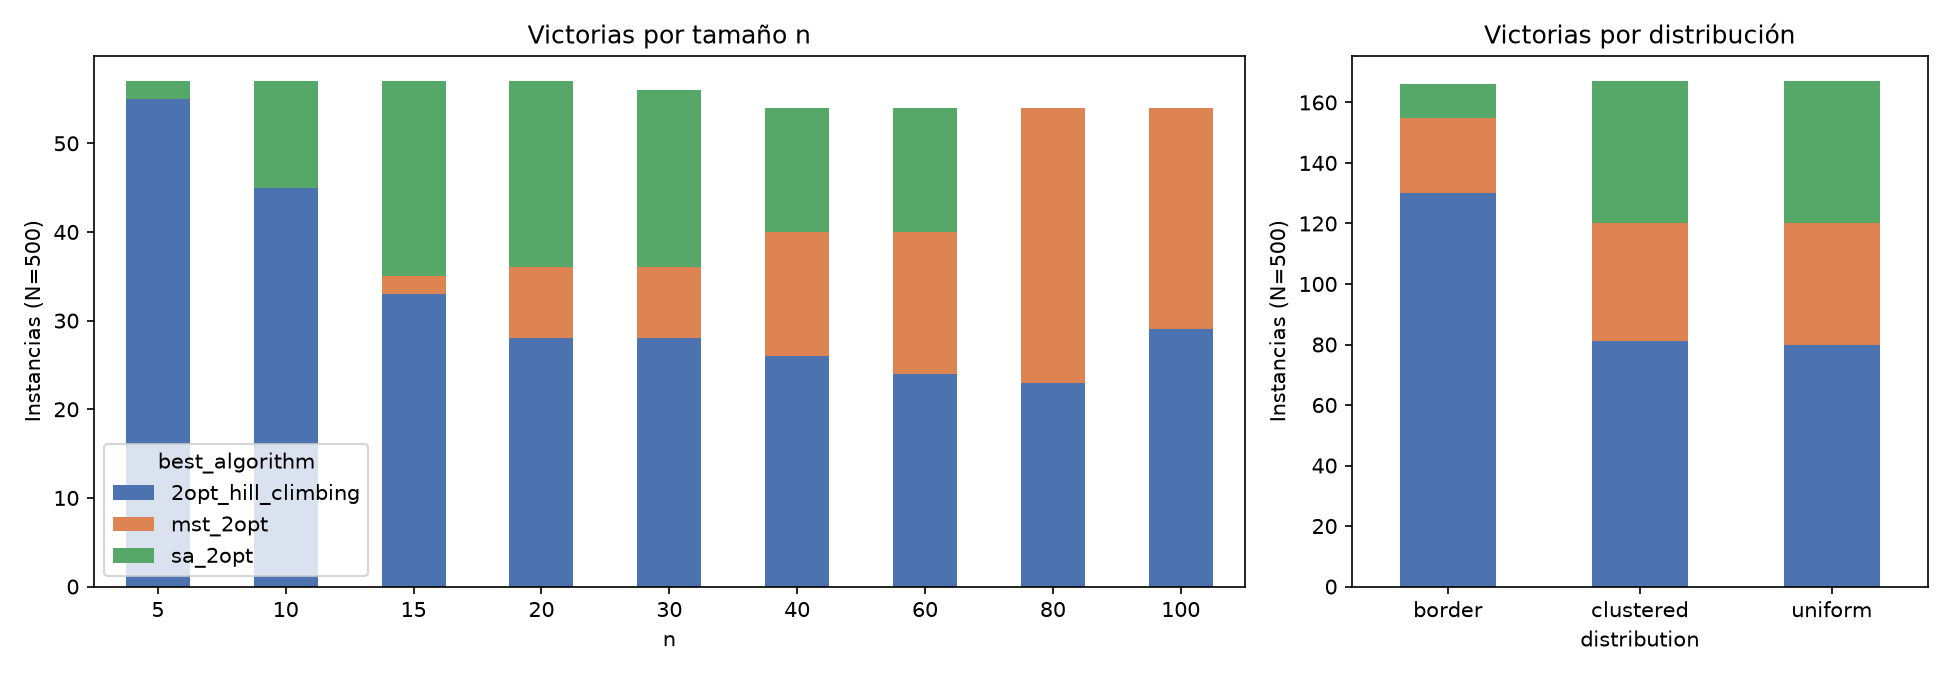 Victorias por tamaño n
Instancias (N=500)
50
40
30
20
10
0
best_algorithm
2opt_hill_climbing
mst_2opt
sa_2opt
5 10 15 20 30 40 60 80 100
n
Victorias por distribución
Instancias (N=500)
160
140
120
100
80
60
40
20
0
border clustered uniform
distribution